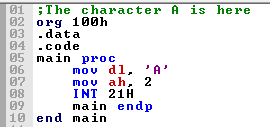 01 ;The character A is here
02 org 100h
03 .data
04 .code
05 main proc
06 mov dl, 'A'
07 mov ah, 2
08 INT 21H
09 main endp
10 end main